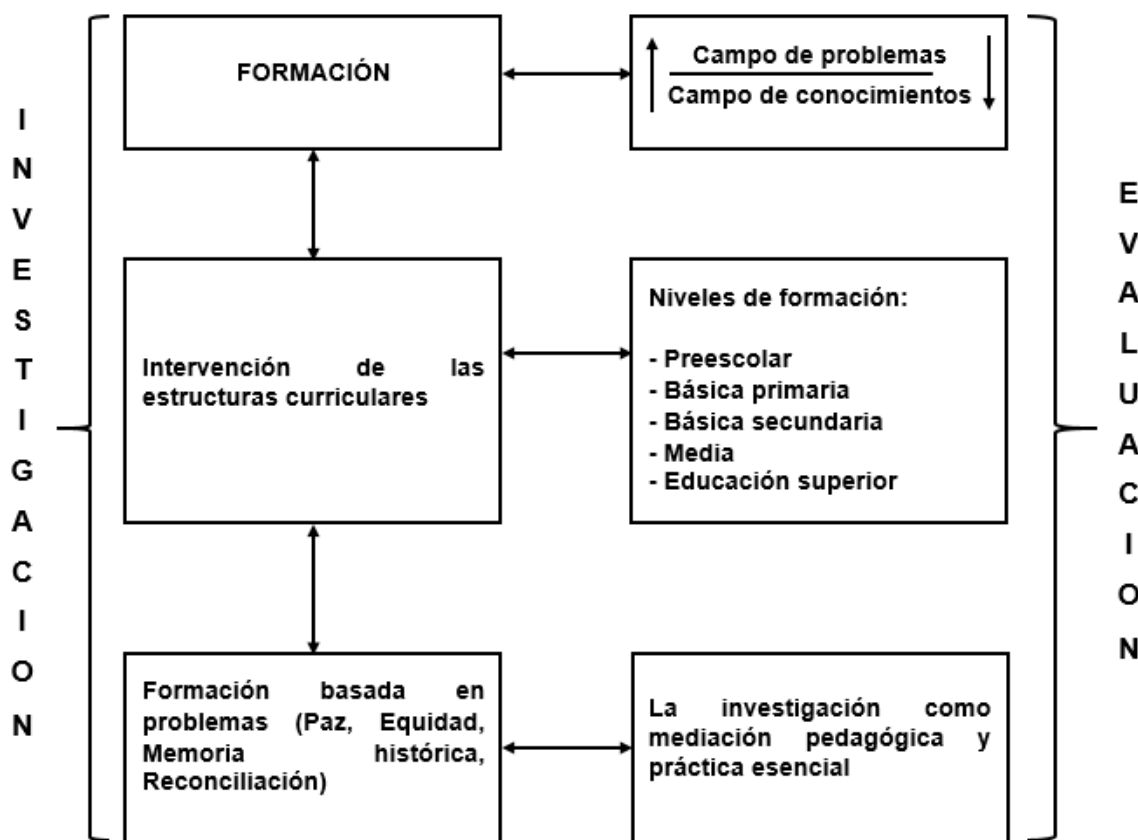 INVESTIGACION
FORMACIÓN
Campo de problemas
Campo de conocimientos
Intervención de las
estructuras curriculares
Niveles de formación:
- Preescolar
- Básica primaria
- Básica secundaria
- Media
- Educación superior
Formación basada en
problemas (Paz, Equidad,
Memoria histórica,
Reconciliación)
La investigación como
mediación pedagógica y
práctica esencial
EVALUACION